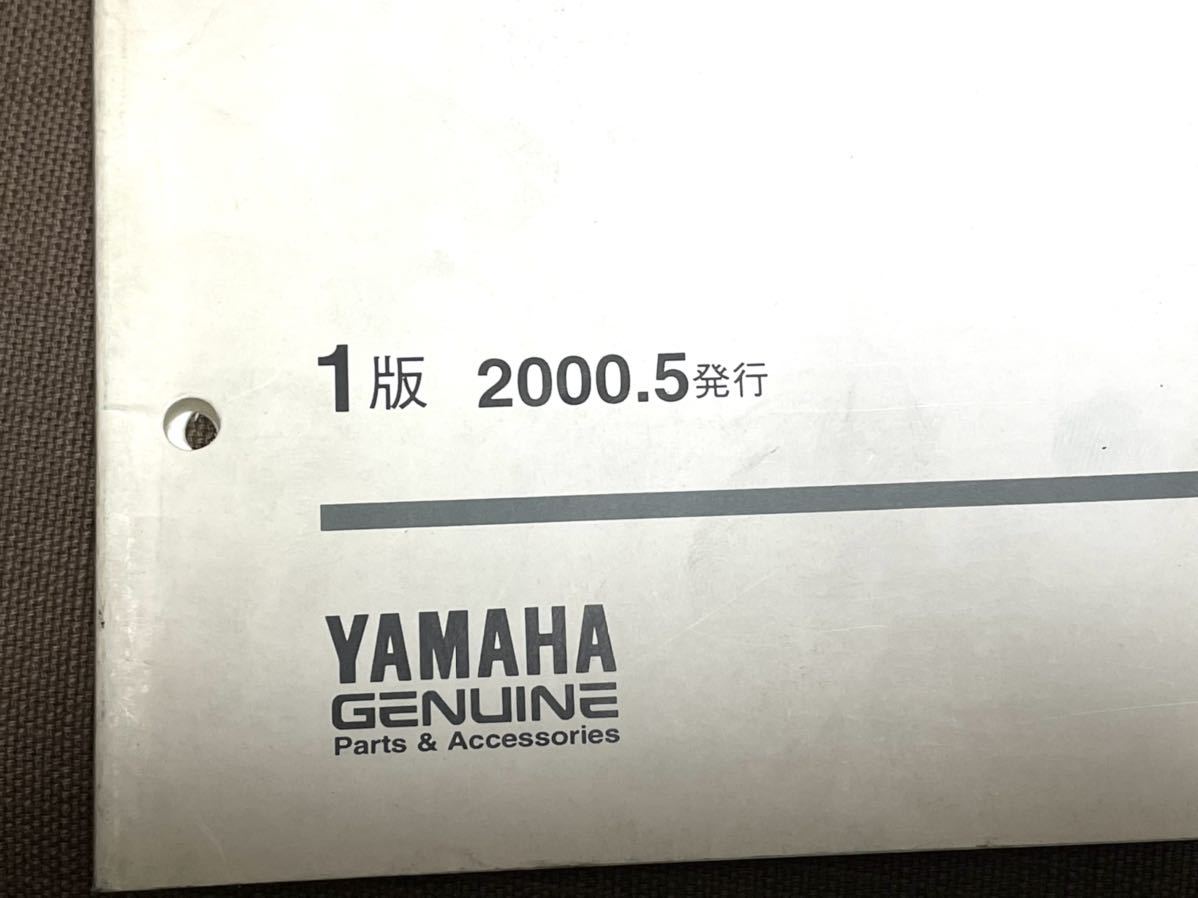 1版 2000.5発行
YAMAHA
GENUINE
Parts & Accessories